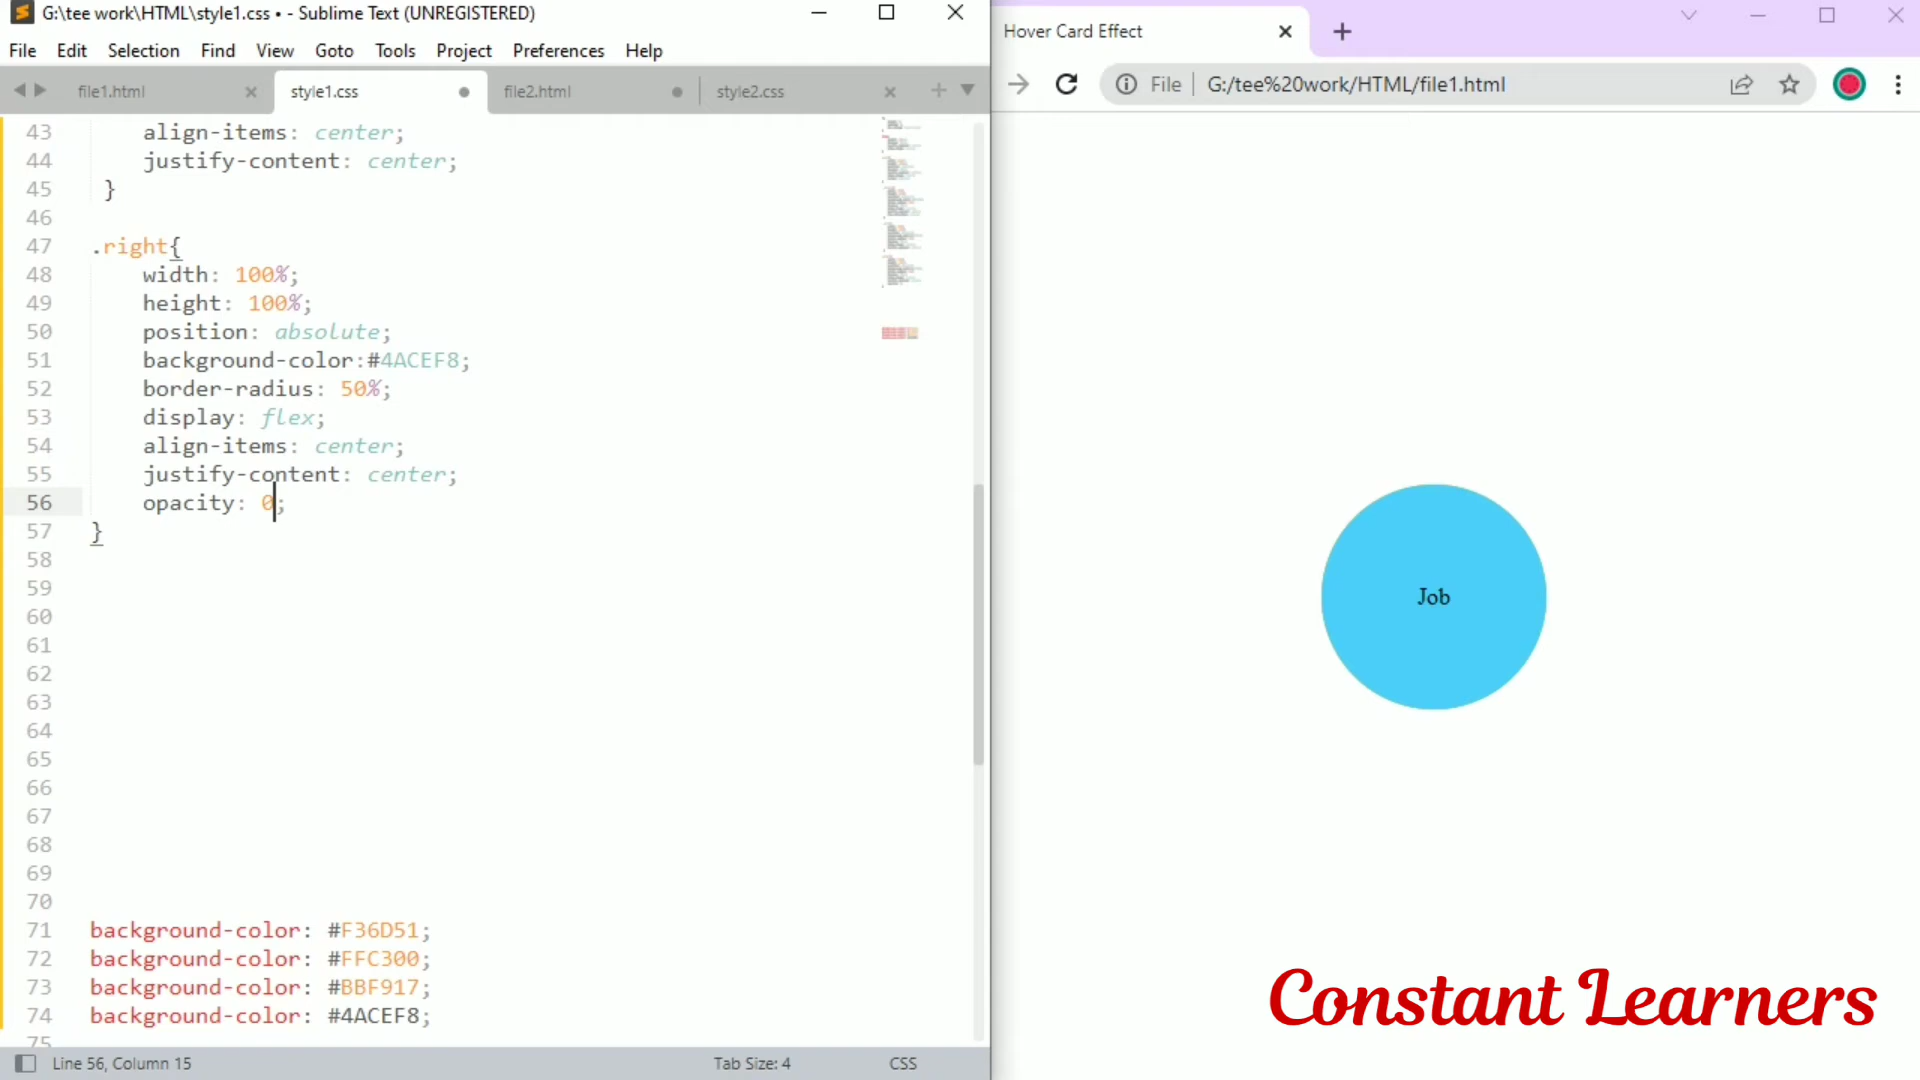 G:\tee work\HTML\style1.css • - Sublime Text (UNREGISTERED)
File Edit Selection Find View Goto Tools Project Preferences Help
file1.html style1.css file2.html style2.css
43 align-items: center;
44 justify-content: center;
45 }
46
47 .right{
48 width: 100%;
49 height: 100%;
50 position: absolute;
51 background-color:#4ACEF8;
52 border-radius: 50%;
53 display: flex;
54 align-items: center;
55 justify-content: center;
56 opacity: 0;
57 }
58
59
60
61
62
63
64
65
66
67
68
69
70
71 background-color: #F36D51;
72 background-color: #FFC300;
73 background-color: #BBF917;
74 background-color: #4ACEF8;
75
Line 56, Column 15 Tab Size: 4 CSS
Hover Card Effect
File G:/tee%20work/HTML/file1.html
Job
Constant Learners